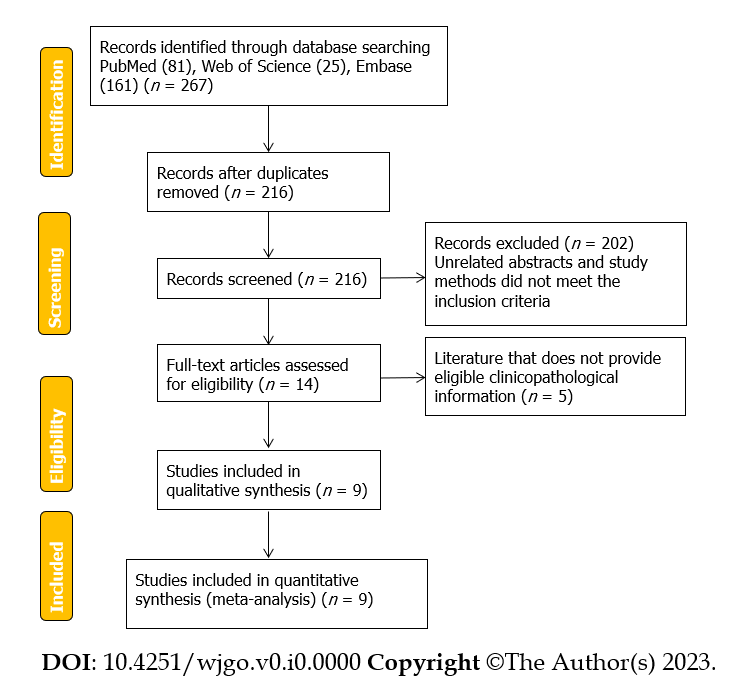 Identification
Records identified through database searching
PubMed (81), Web of Science (25), Embase
(161) (n = 267)
Records after duplicates
removed (n = 216)
Screening
Records screened (n = 216)
Records excluded (n = 202)
Unrelated abstracts and study
methods did not meet the
inclusion criteria
Eligibility
Full-text articles assessed
for eligibility (n = 14)
Literature that does not provide
eligible clinicopathological
information (n = 5)
Studies included in
qualitative synthesis (n = 9)
Included
Studies included in quantitative
synthesis (meta-analysis) (n = 9)
DOI: 10.4251/wjgo.v0.i0.0000 Copyright ©The Author(s) 2023.